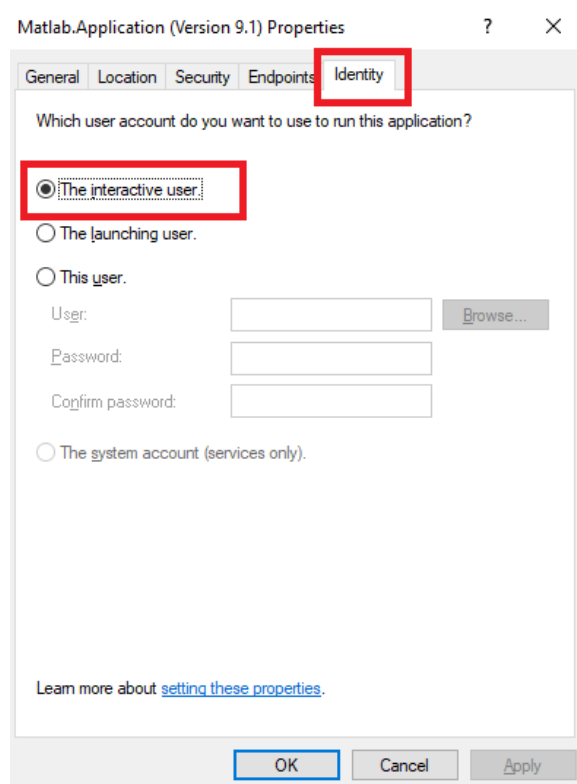 Matlab.Application (Version 9.1) Properties ?
General Location Security Endpoints Identity
Which user account do you want to use to run this application?
The interactive user.
The launching user.
This user.
User:
Browse...
Password:
Confirm password:
The system account (services only).
Learn more about setting these properties.
OK Cancel Apply